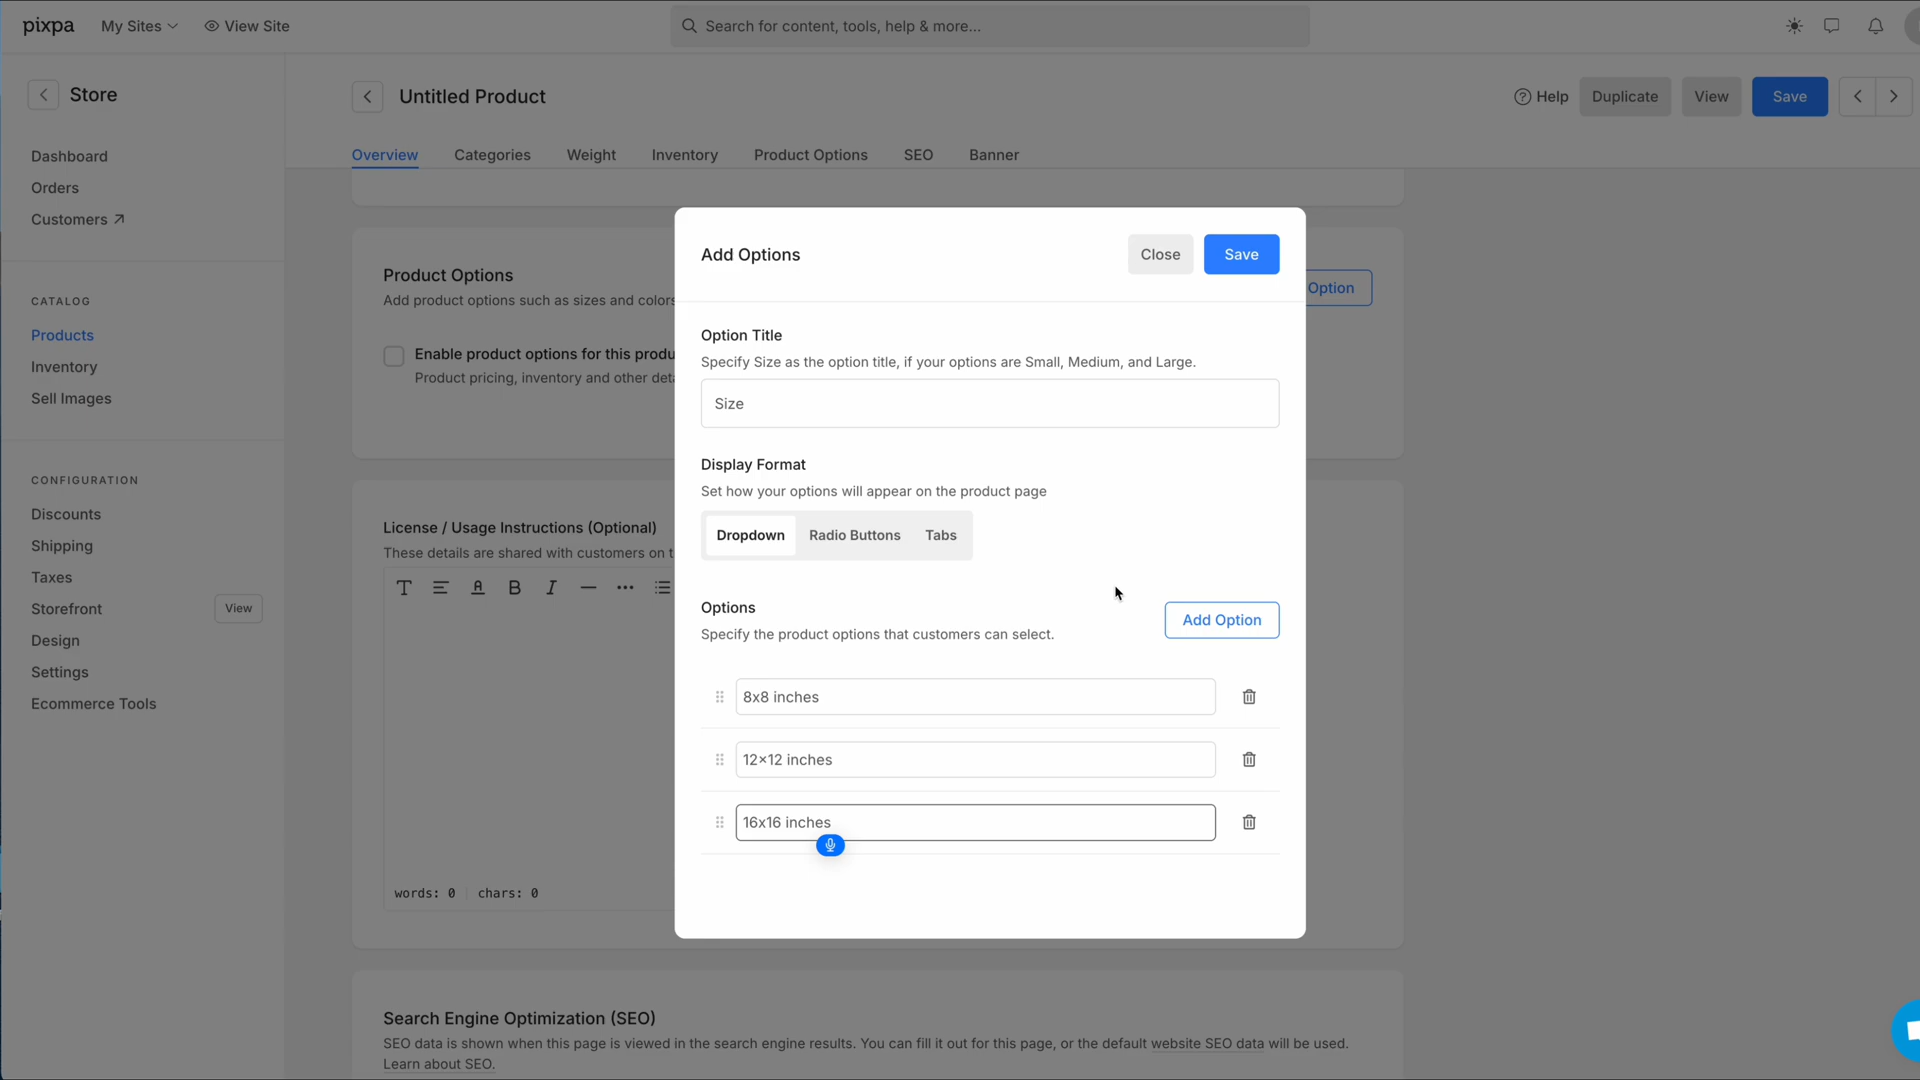 pixpa
My Sites
View Site
Search for content, tools, help & more...
Store
Untitled Product
Help
Duplicate
View
Save
Overview
Categories
Weight
Inventory
Product Options
SEO
Banner
Dashboard
Orders
Customers
CATALOG
Products
Inventory
Sell Images
CONFIGURATION
Discounts
Shipping
Taxes
Storefront
View
Design
Settings
Ecommerce Tools
Product Options
Add product options such as sizes and colors
Option
Enable product options for this produ
Product pricing, inventory and other deta
License / Usage Instructions (Optional)
These details are shared with customers on t
words: 0
chars: 0
Add Options
Close
Save
Option Title
Specify Size as the option title, if your options are Small, Medium, and Large.
Size
Display Format
Set how your options will appear on the product page
Dropdown
Radio Buttons
Tabs
Options
Specify the product options that customers can select.
Add Option
8x8 inches
12×12 inches
16x16 inches
Search Engine Optimization (SEO)
SEO data is shown when this page is viewed in the search engine results. You can fill it out for this page, or the default website SEO data will be used.
Learn about SEO.